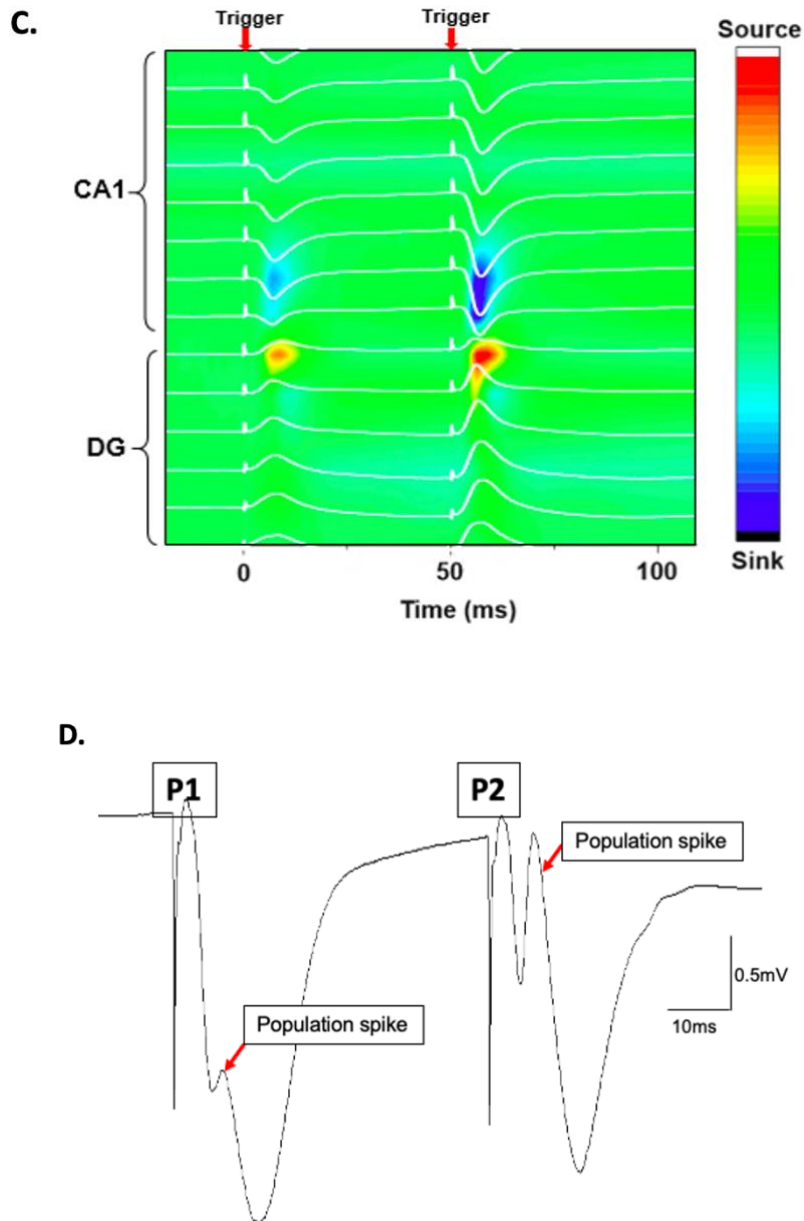 C.
Trigger Trigger
Source
CA1
DG
Sink
0 50 100
Time (ms)
D.
P1 P2
Population spike
0.5mV
10ms
Population spike